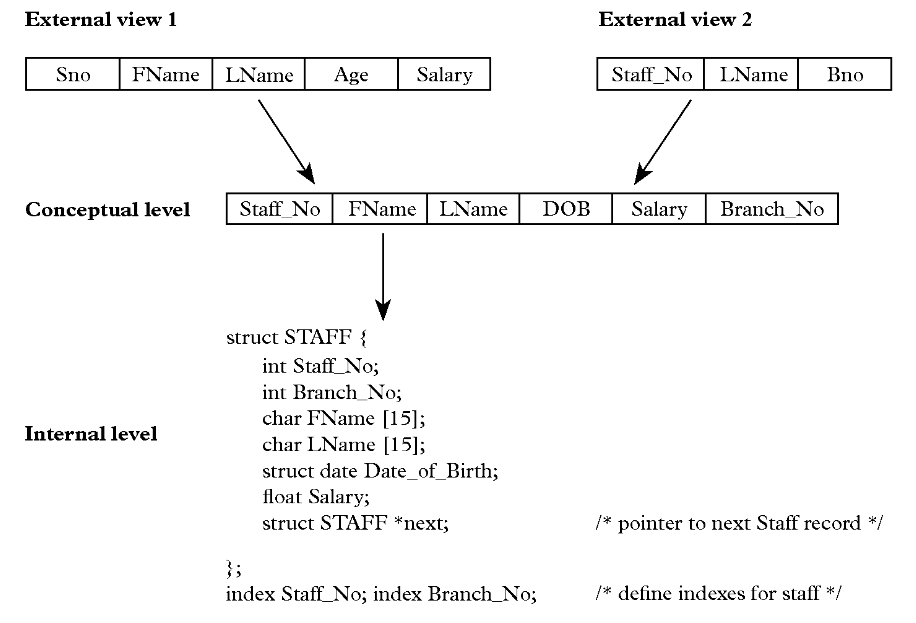 External view 1 External view 2
Sno FName LName Age Salary Staff_No LName Bno
Conceptual level Staff_No FName LName DOB Salary Branch_No
struct STAFF {
int Staff_No;
int Branch_No;
char FName [15];
Internal level
char LName [15];
struct date Date_of_Birth;
float Salary;
struct STAFF *next; /* pointer to next Staff record */
};
index Staff_No; index Branch_No; /* define indexes for staff */